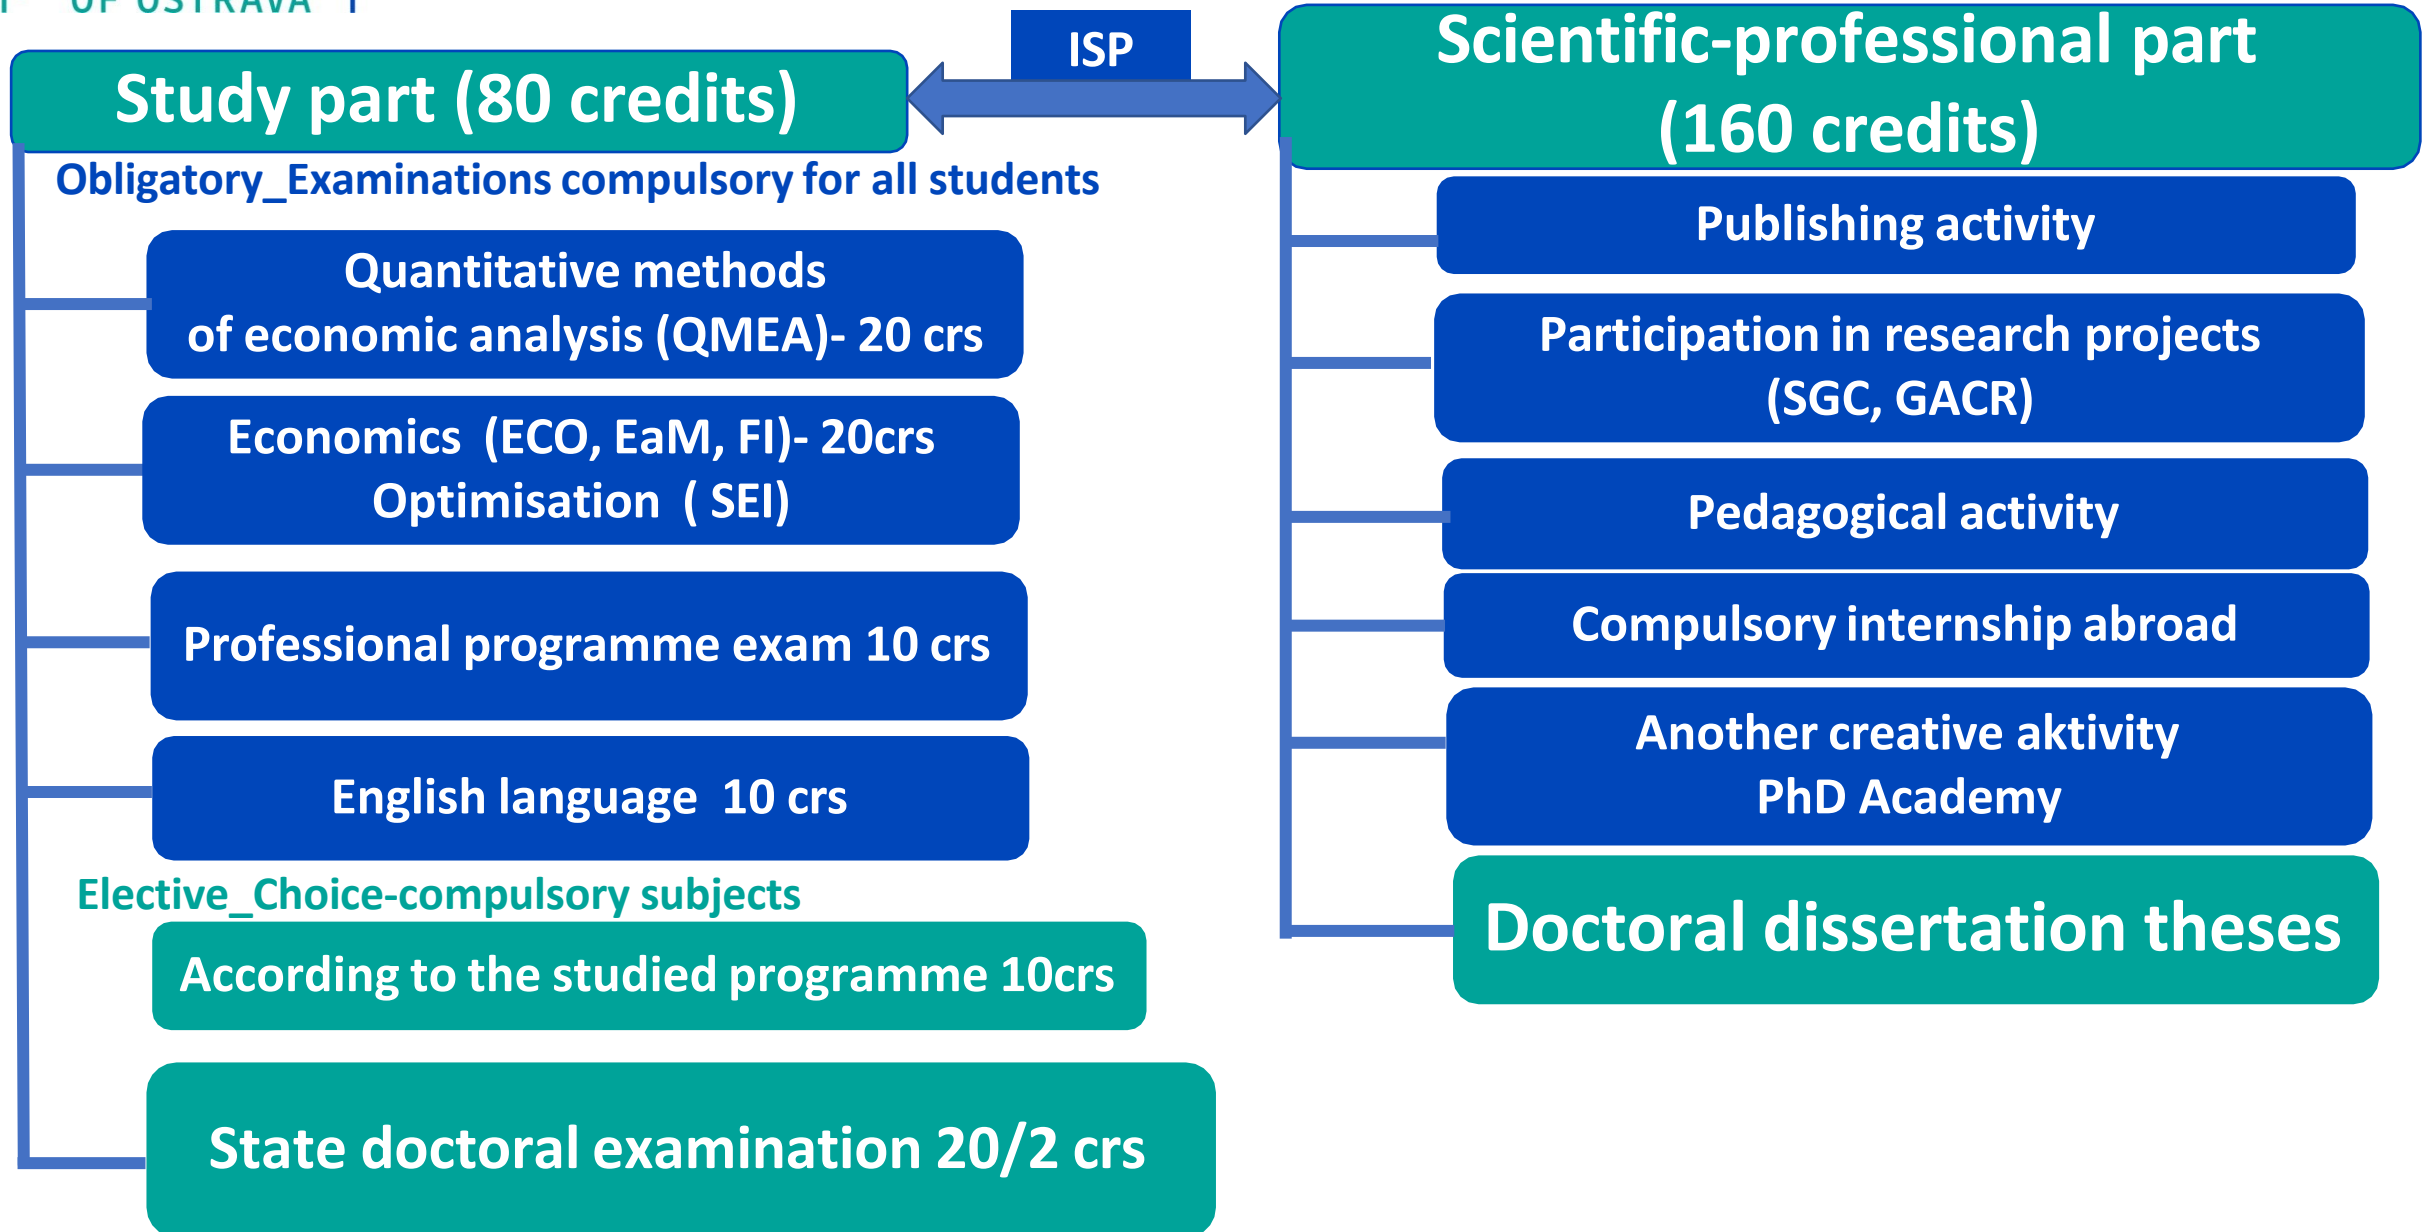 OF OSTRAVA
Study part (80 credits)
ISP
Scientific-professional part
(160 credits)
Obligatory_Examinations compulsory for all students
Quantitative methods
of economic analysis (QMEA)- 20 crs
Economics (ECO, EaM, FI)- 20crs
Optimisation ( SEI)
Professional programme exam 10 crs
English language 10 crs
Elective_Choice-compulsory subjects
According to the studied programme 10crs
State doctoral examination 20/2 crs
Publishing activity
Participation in research projects
(SGC, GACR)
Pedagogical activity
Compulsory internship abroad
Another creative aktivity
PhD Academy
Doctoral dissertation theses